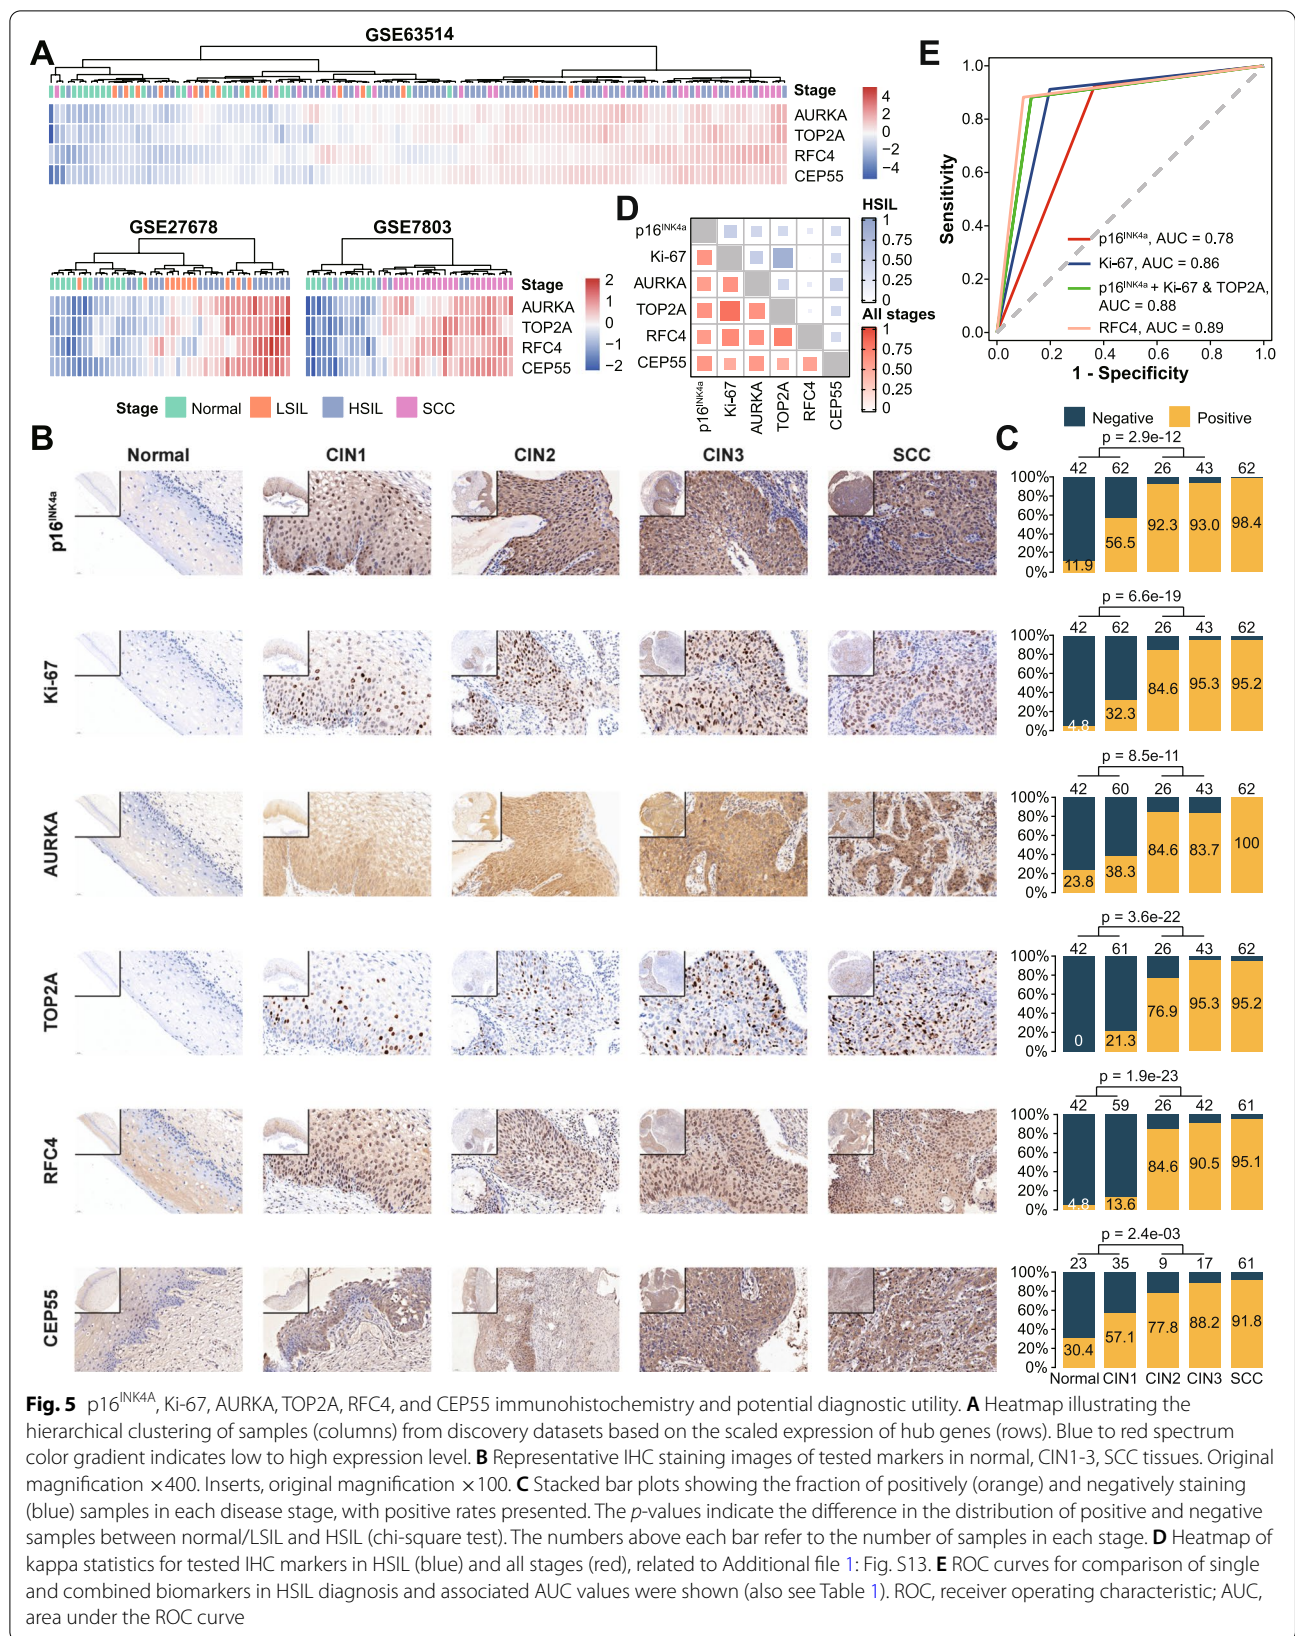 A
GSE63514
Stage
AURKA
TOP2A
RFC4
CEP55
4
2
0
−2
−4
GSE27678
GSE7803
Stage
AURKA
TOP2A
RFC4
CEP55
2
1
0
−1
−2
Stage Normal LSIL HSIL SCC
D
p16INK4a
Ki-67
AURKA
TOP2A
RFC4
CEP55
p16INK4a
Ki-67
AURKA
TOP2A
RFC4
CEP55
HSIL
1
0.75
0.5
0.25
0
All stages
1
0.75
0.5
0.25
0
E
Sensitivity
1.0
0.8
0.6
0.4
0.2
0.0
p16INK4a, AUC = 0.78
Ki-67, AUC = 0.86
p16INK4a + Ki-67 & TOP2A,
AUC = 0.88
RFC4, AUC = 0.89
0.0 0.2 0.4 0.6 0.8 1.0
1 - Specificity
B
Normal CIN1 CIN2 CIN3 SCC
p16INK4a
Ki-67
AURKA
TOP2A
RFC4
CEP55
C
Negative Positive
p = 2.9e-12
42 62 26 43 62
100%
80%
60%
40%
20%
0%
11.9 56.5 92.3 93.0 98.4
p = 6.6e-19
42 62 26 43 62
100%
80%
60%
40%
20%
0%
4.8 32.3 84.6 95.3 95.2
p = 8.5e-11
42 60 26 43 62
100%
80%
60%
40%
20%
0%
23.8 38.3 84.6 83.7 100
p = 3.6e-22
42 61 26 43 62
100%
80%
60%
40%
20%
0%
0 21.3 76.9 95.3 95.2
p = 1.9e-23
42 59 26 42 61
100%
80%
60%
40%
20%
0%
4.8 13.6 84.6 90.5 95.1
p = 2.4e-03
23 35 9 17 61
100%
80%
60%
40%
20%
0%
30.4 57.1 77.8 88.2 91.8
Normal CIN1 CIN2 CIN3 SCC
Fig. 5 p16INK4A, Ki-67, AURKA, TOP2A, RFC4, and CEP55 immunohistochemistry and potential diagnostic utility. A Heatmap illustrating the
hierarchical clustering of samples (columns) from discovery datasets based on the scaled expression of hub genes (rows). Blue to red spectrum
color gradient indicates low to high expression level. B Representative IHC staining images of tested markers in normal, CIN1-3, SCC tissues. Original
magnification ×400. Inserts, original magnification ×100. C Stacked bar plots showing the fraction of positively (orange) and negatively staining
(blue) samples in each disease stage, with positive rates presented. The p-values indicate the difference in the distribution of positive and negative
samples between normal/LSIL and HSIL (chi-square test). The numbers above each bar refer to the number of samples in each stage. D Heatmap of
kappa statistics for tested IHC markers in HSIL (blue) and all stages (red), related to Additional file 1: Fig. S13. E ROC curves for comparison of single
and combined biomarkers in HSIL diagnosis and associated AUC values were shown (also see Table 1). ROC, receiver operating characteristic; AUC,
area under the ROC curve